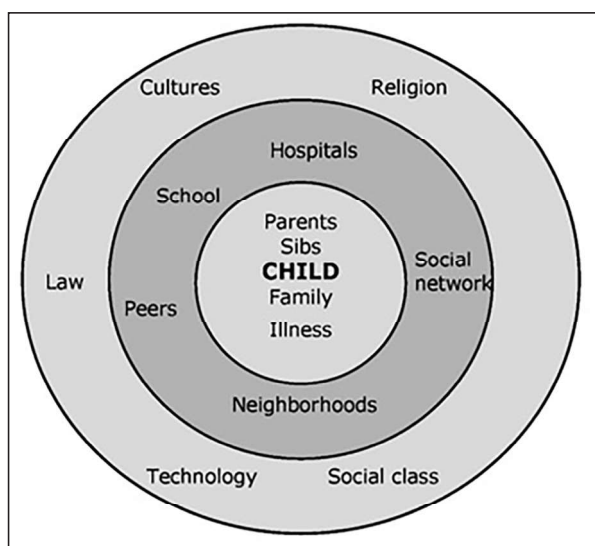 Cultures
Religion
Hospitals
School
Parents
Sibs
CHILD
Family
Illness
Social
network
Law
Peers
Neighborhoods
Technology
Social class